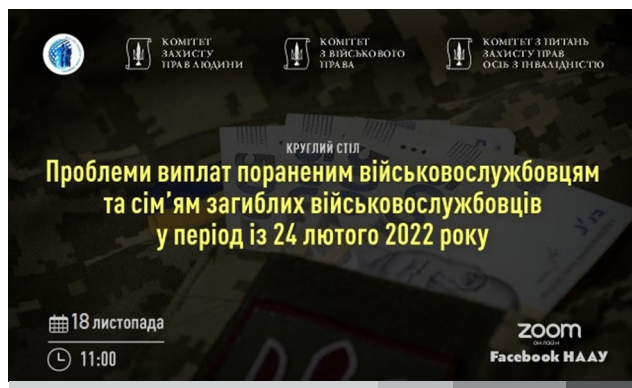 КОМІТЕТ
ЗАХИСТУ
ПРАВ ЛЮДИНИ
КОМІТЕТ
З ВІЙСЬКОВОГО
ПРАВА
КОМІТЕТ З ПИТАНЬ
ЗАХИСТУ ПРАВ
ОСІБ З ІНВАЛІДНІСТЮ
КРУГЛИЙ СТІЛ
Проблеми виплат пораненим військовослужбовцям
та сім’ям загиблих військовослужбовців
у період із 24 лютого 2022 року
18 листопада
11:00
zoom
онлайн
Facebook НААУ